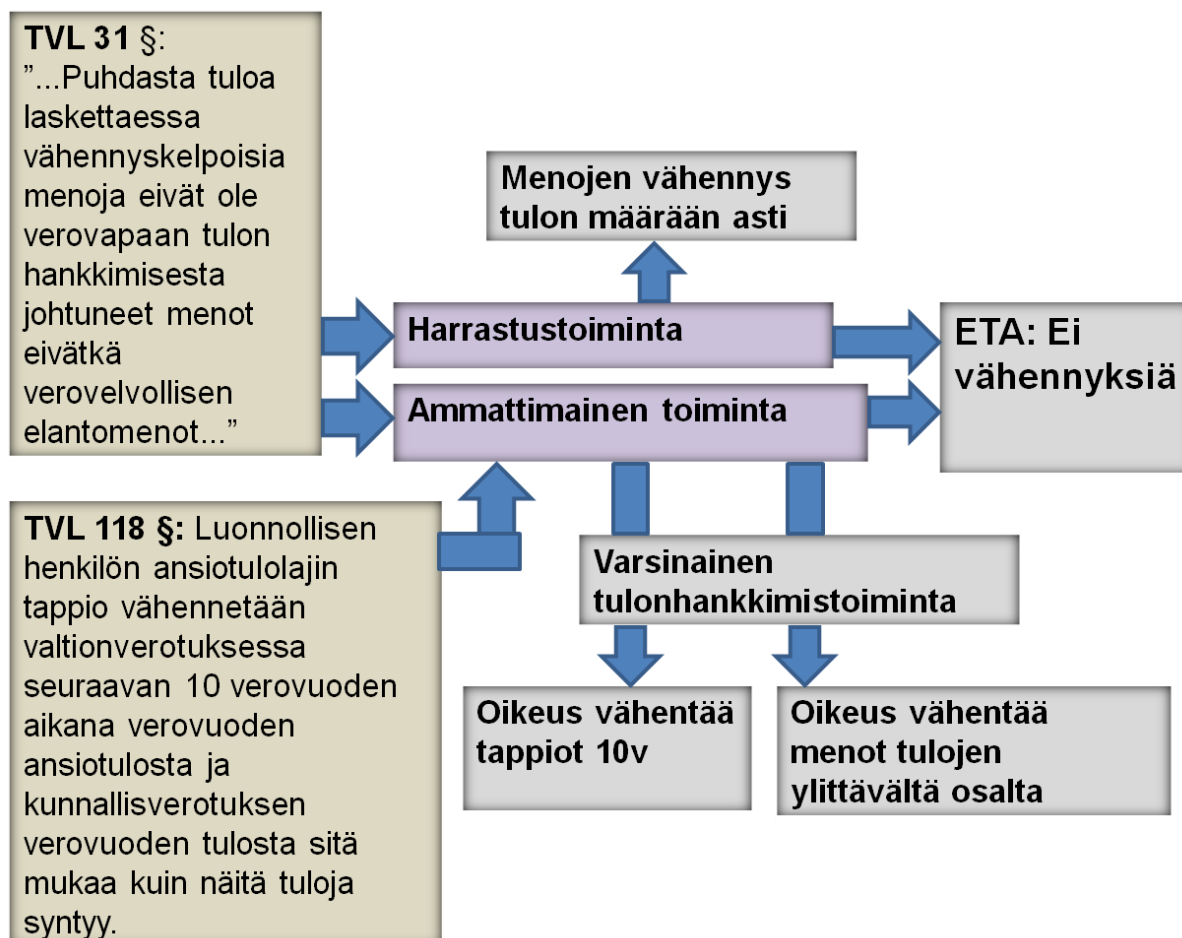 TVL 31 §:
”...Puhdasta tuloa
laskettaessa
vähennyskelpoisia
menoja eivät ole
verovapaan tulon
hankkimisesta
johtuneet menot
eivätkä
verovelvollisen
elantomenot...”
Menojen vähennys
tulon määrään asti
Harrastustoiminta
Ammattimainen toiminta
ETA: Ei
vähennyksiä
TVL 118 §: Luonnollisen
henkilön ansiotulolajin
tappio vähennetään
valtionverotuksessa
seuraavan 10 verovuoden
aikana verovuoden
ansiotulosta ja
kunnallisverotuksen
verovuoden tulosta sitä
mukaa kuin näitä tuloja
syntyy.
Varsinainen
tulonhankkimistoiminta
Oikeus vähentää
tappiot 10v
Oikeus vähentää
menot tulojen
ylittävältä osalta